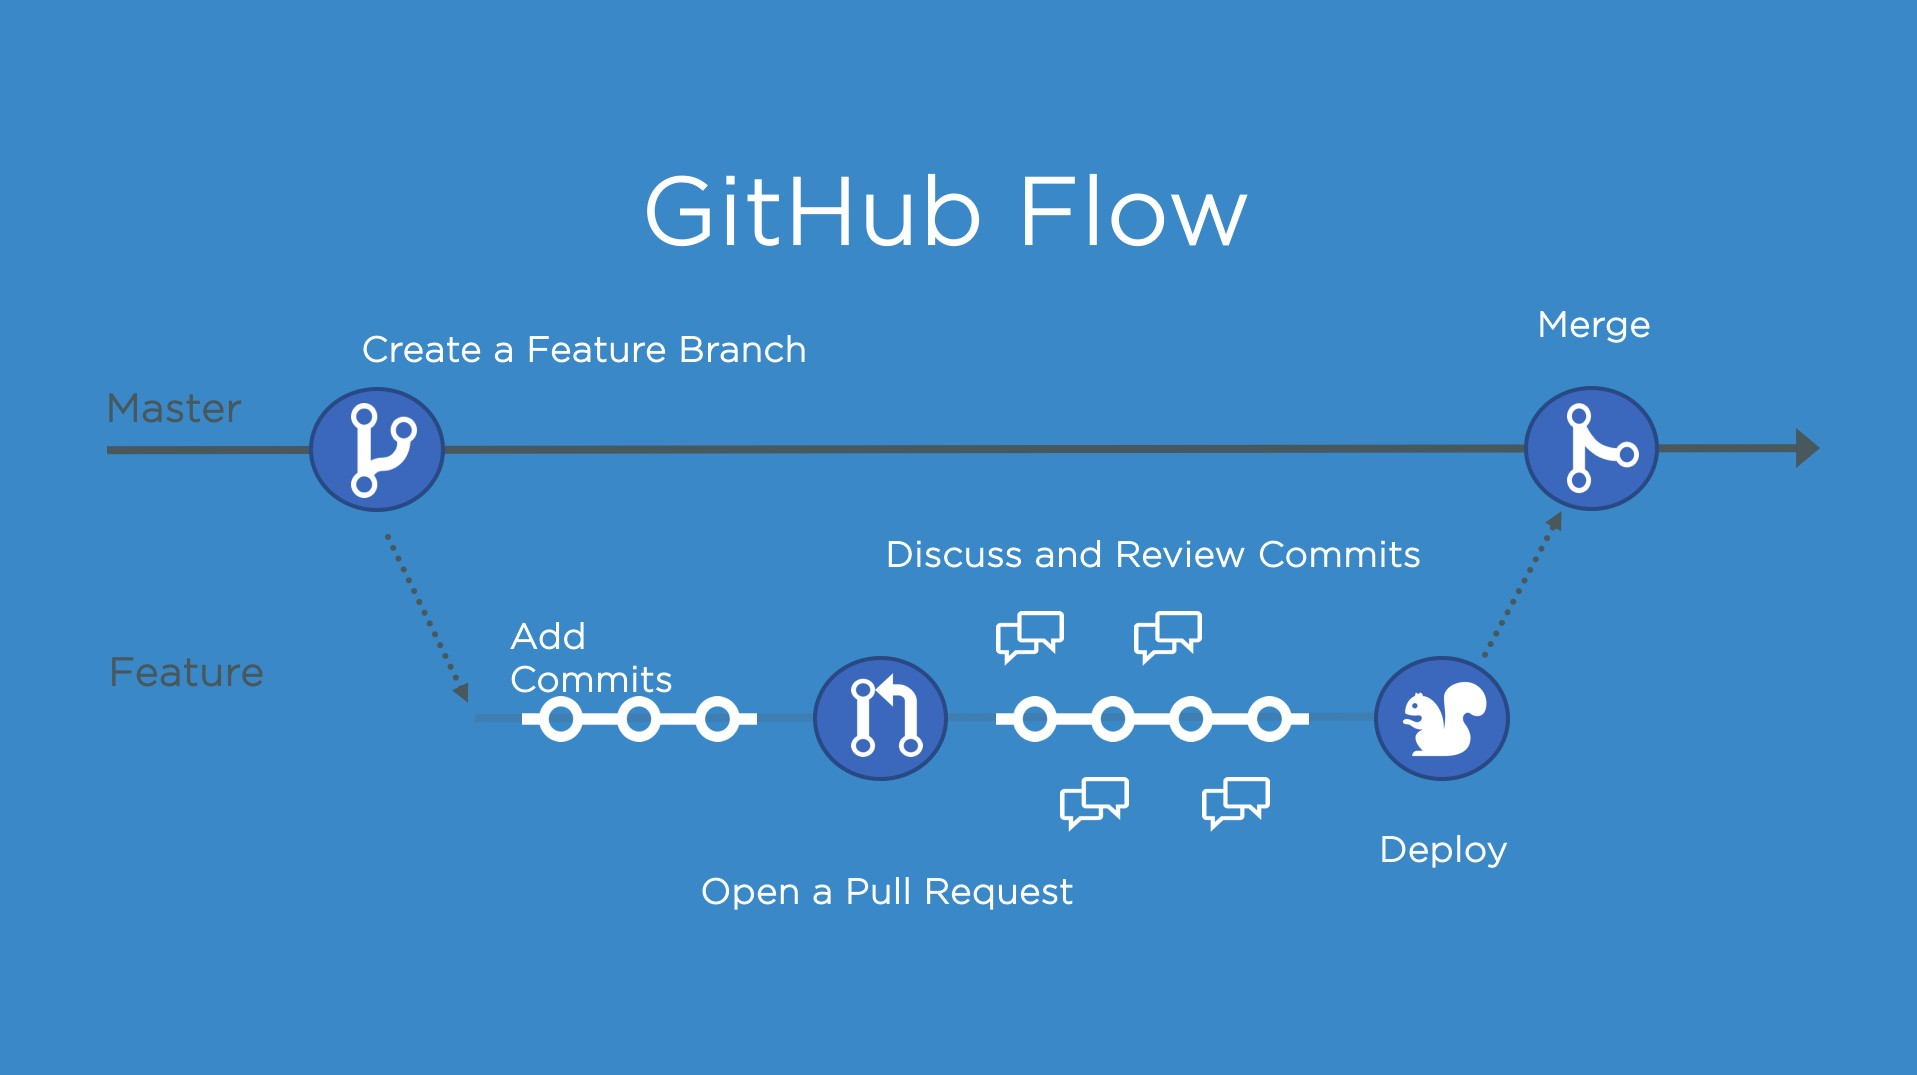 GitHub Flow
Merge
Create a Feature Branch
Master
Discuss and Review Commits
Add
Commits
Feature
Deploy
Open a Pull Request